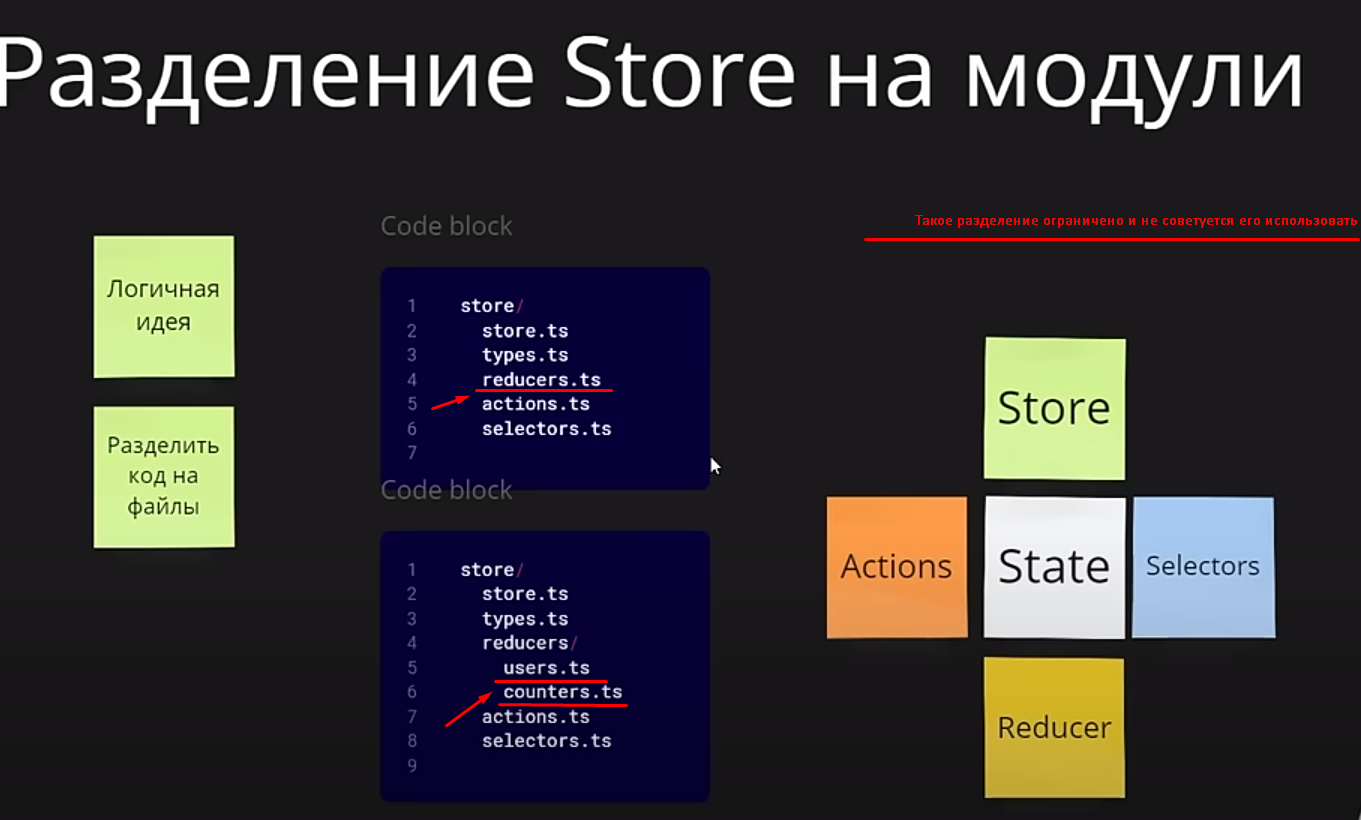 Разделение Store на модули
Такое разделение ограничено и не советуется его использовать
Логичная
идея
Разделить
код на
файлы
Code block
1 store/
2 store.ts
3 types.ts
4 reducers.ts
5 actions.ts
6 selectors.ts
7
Code block
1 store/
2 store.ts
3 types.ts
4 reducers/
5 users.ts
6 counters.ts
7 actions.ts
8 selectors.ts
9
Store
Actions
State
Selectors
Reducer